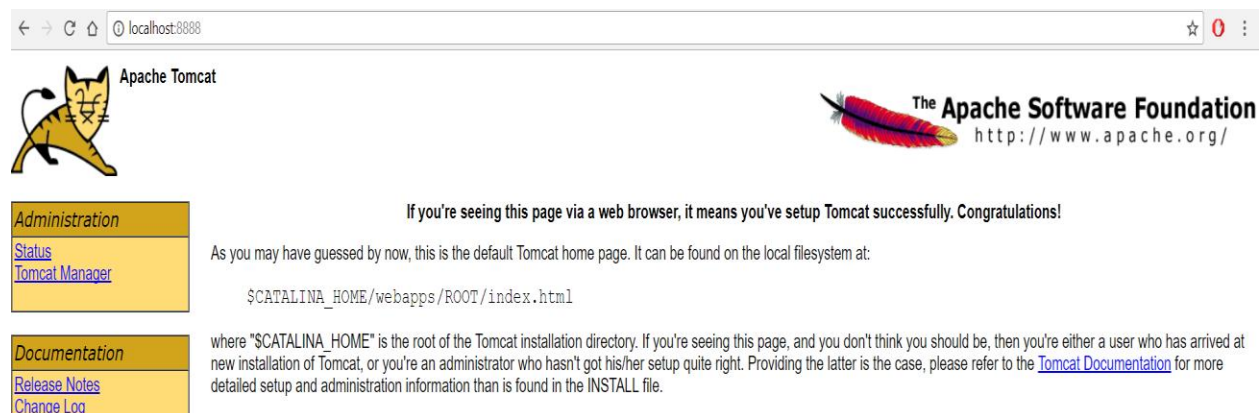 localhost:8888
Apache Tomcat
The Apache Software Foundation
http://www.apache.org/
Administration
Status
Tomcat Manager
Documentation
Release Notes
Change Log
If you're seeing this page via a web browser, it means you've setup Tomcat successfully. Congratulations!
As you may have guessed by now, this is the default Tomcat home page. It can be found on the local filesystem at:
$CATALINA_HOME/webapps/ROOT/index.html
where "$CATALINA_HOME" is the root of the Tomcat installation directory. If you're seeing this page, and you don't think you should be, then you're either a user who has arrived at
new installation of Tomcat, or you're an administrator who hasn't got his/her setup quite right. Providing the latter is the case, please refer to the Tomcat Documentation for more
detailed setup and administration information than is found in the INSTALL file.